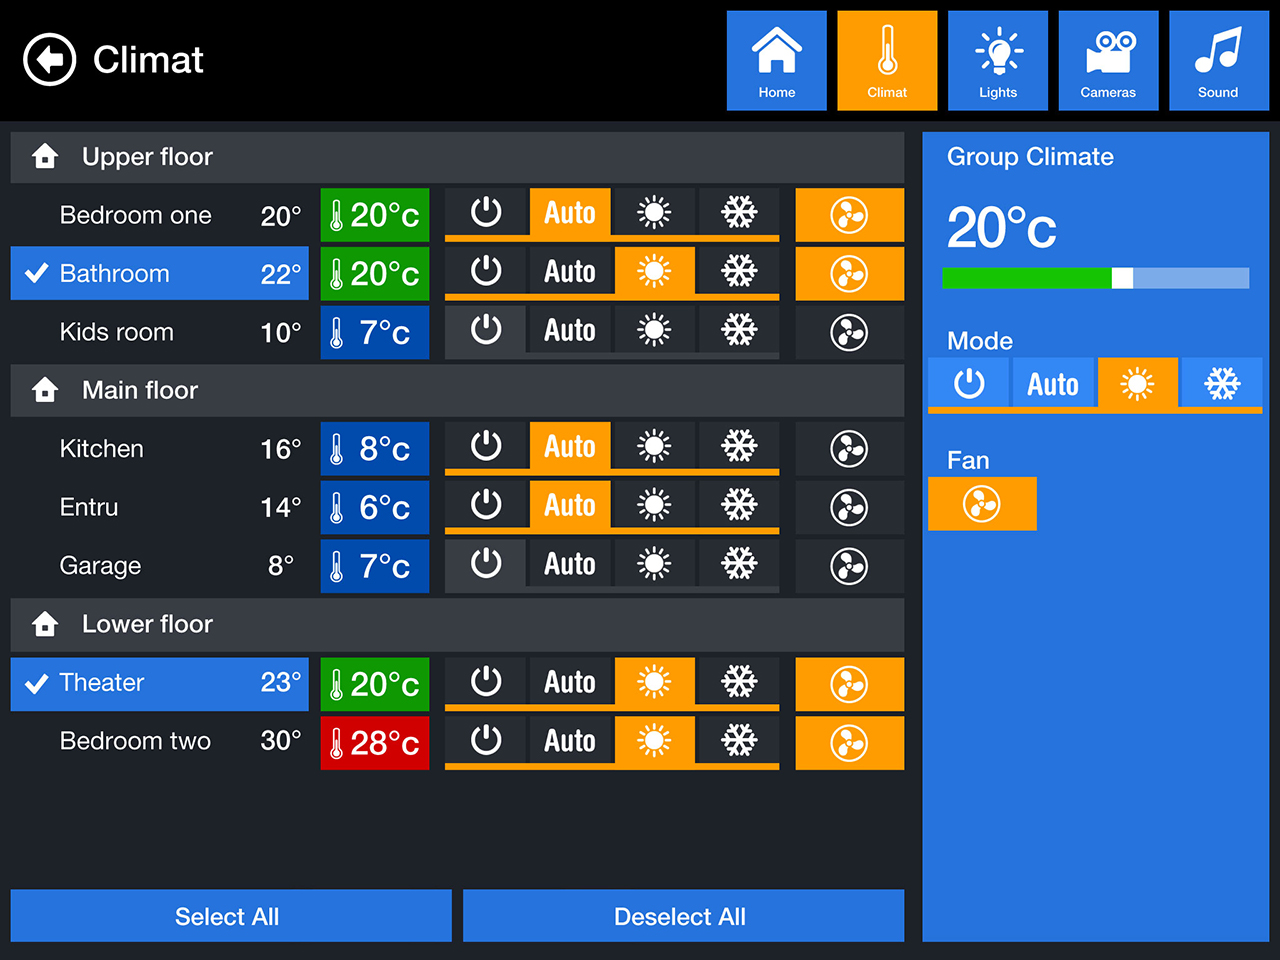 Climat
Home
Climat
Lights
Cameras
Sound
Upper floor
Bedroom one 20° 20°c Auto
Bathroom 22° 20°c Auto
Kids room 10° 7°c Auto
Main floor
Kitchen 16° 8°c Auto
Entru 14° 6°c Auto
Garage 8° 7°c Auto
Lower floor
Theater 23° 20°c Auto
Bedroom two 30° 28°c Auto
Select All
Deselect All
Group Climate
20°c
Mode
Auto
Fan